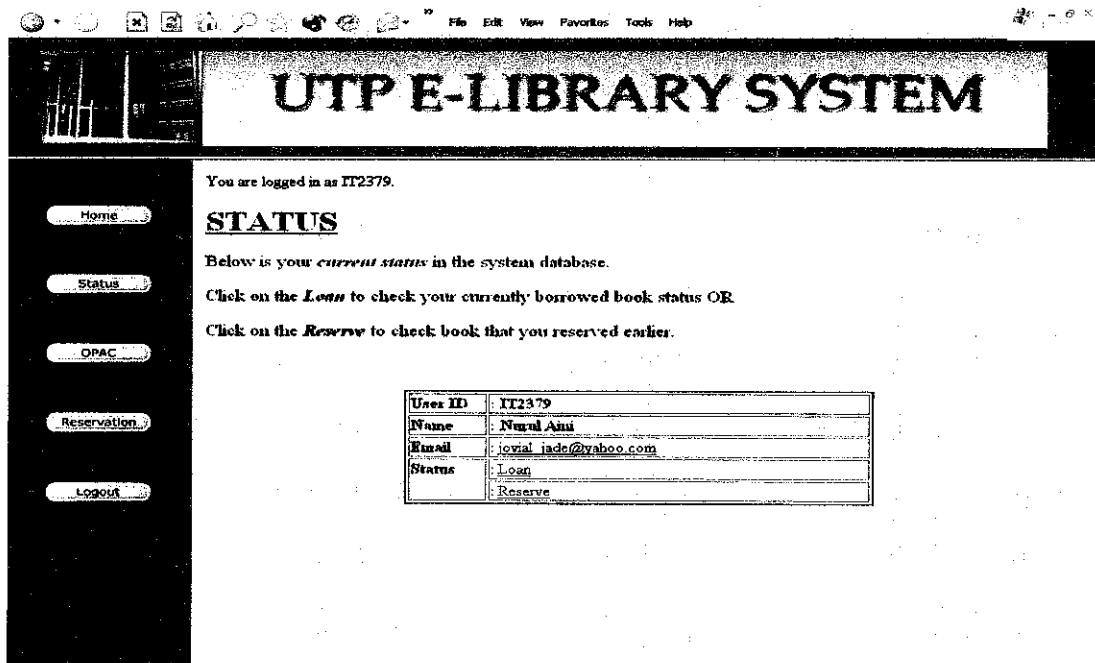 File Edit View Favorites Tools Help
UTP E-LIBRARY SYSTEM
You are logged in as IT2379.
Home
STATUS
Below is your current status in the system database.
Status
Click on the Loan to check your currently borrowed book status OR
Click on the Reserve to check book that you reserved earlier.
OPAC
Reservation
Logout
User ID : IT2379
Name : Nurul Aini
Email : jovial_jade@yahoo.com
Status : Loan
: Reserve